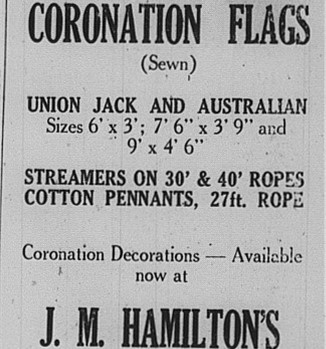 CORONATION FLAGS
(Sewn)
UNION JACK AND AUSTRALIAN
Sizes 6' x 3'; 7' 6" x 3' 9" and
9' x 4' 6"
STREAMERS ON 30' & 40' ROPES
COTTON PENNANTS, 27ft. ROPE
Coronation Decorations — Available
now at
J. M. HAMILTON'S